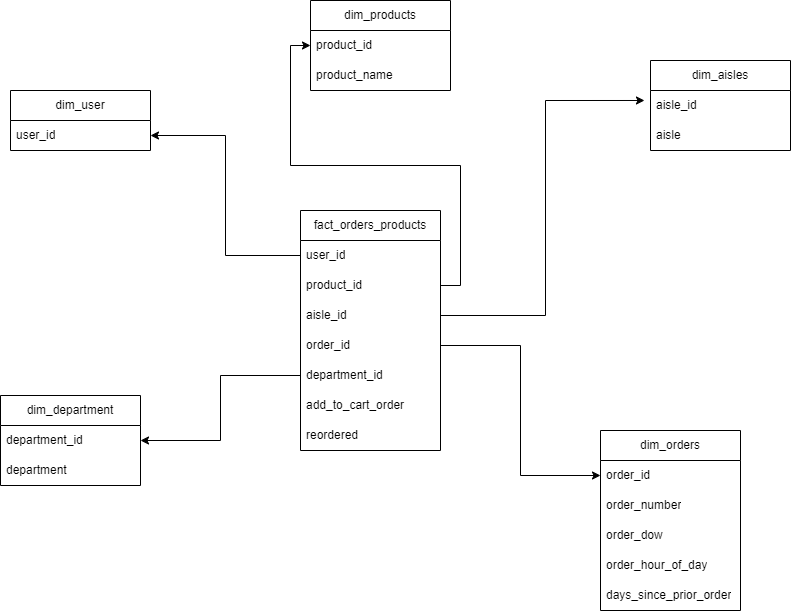 dim_products
product_id
product_name
dim_aisles
aisle_id
aisle
dim_user
user_id
fact_orders_products
user_id
product_id
aisle_id
order_id
department_id
add_to_cart_order
reordered
dim_department
department_id
department
dim_orders
order_id
order_number
order_dow
order_hour_of_day
days_since_prior_order